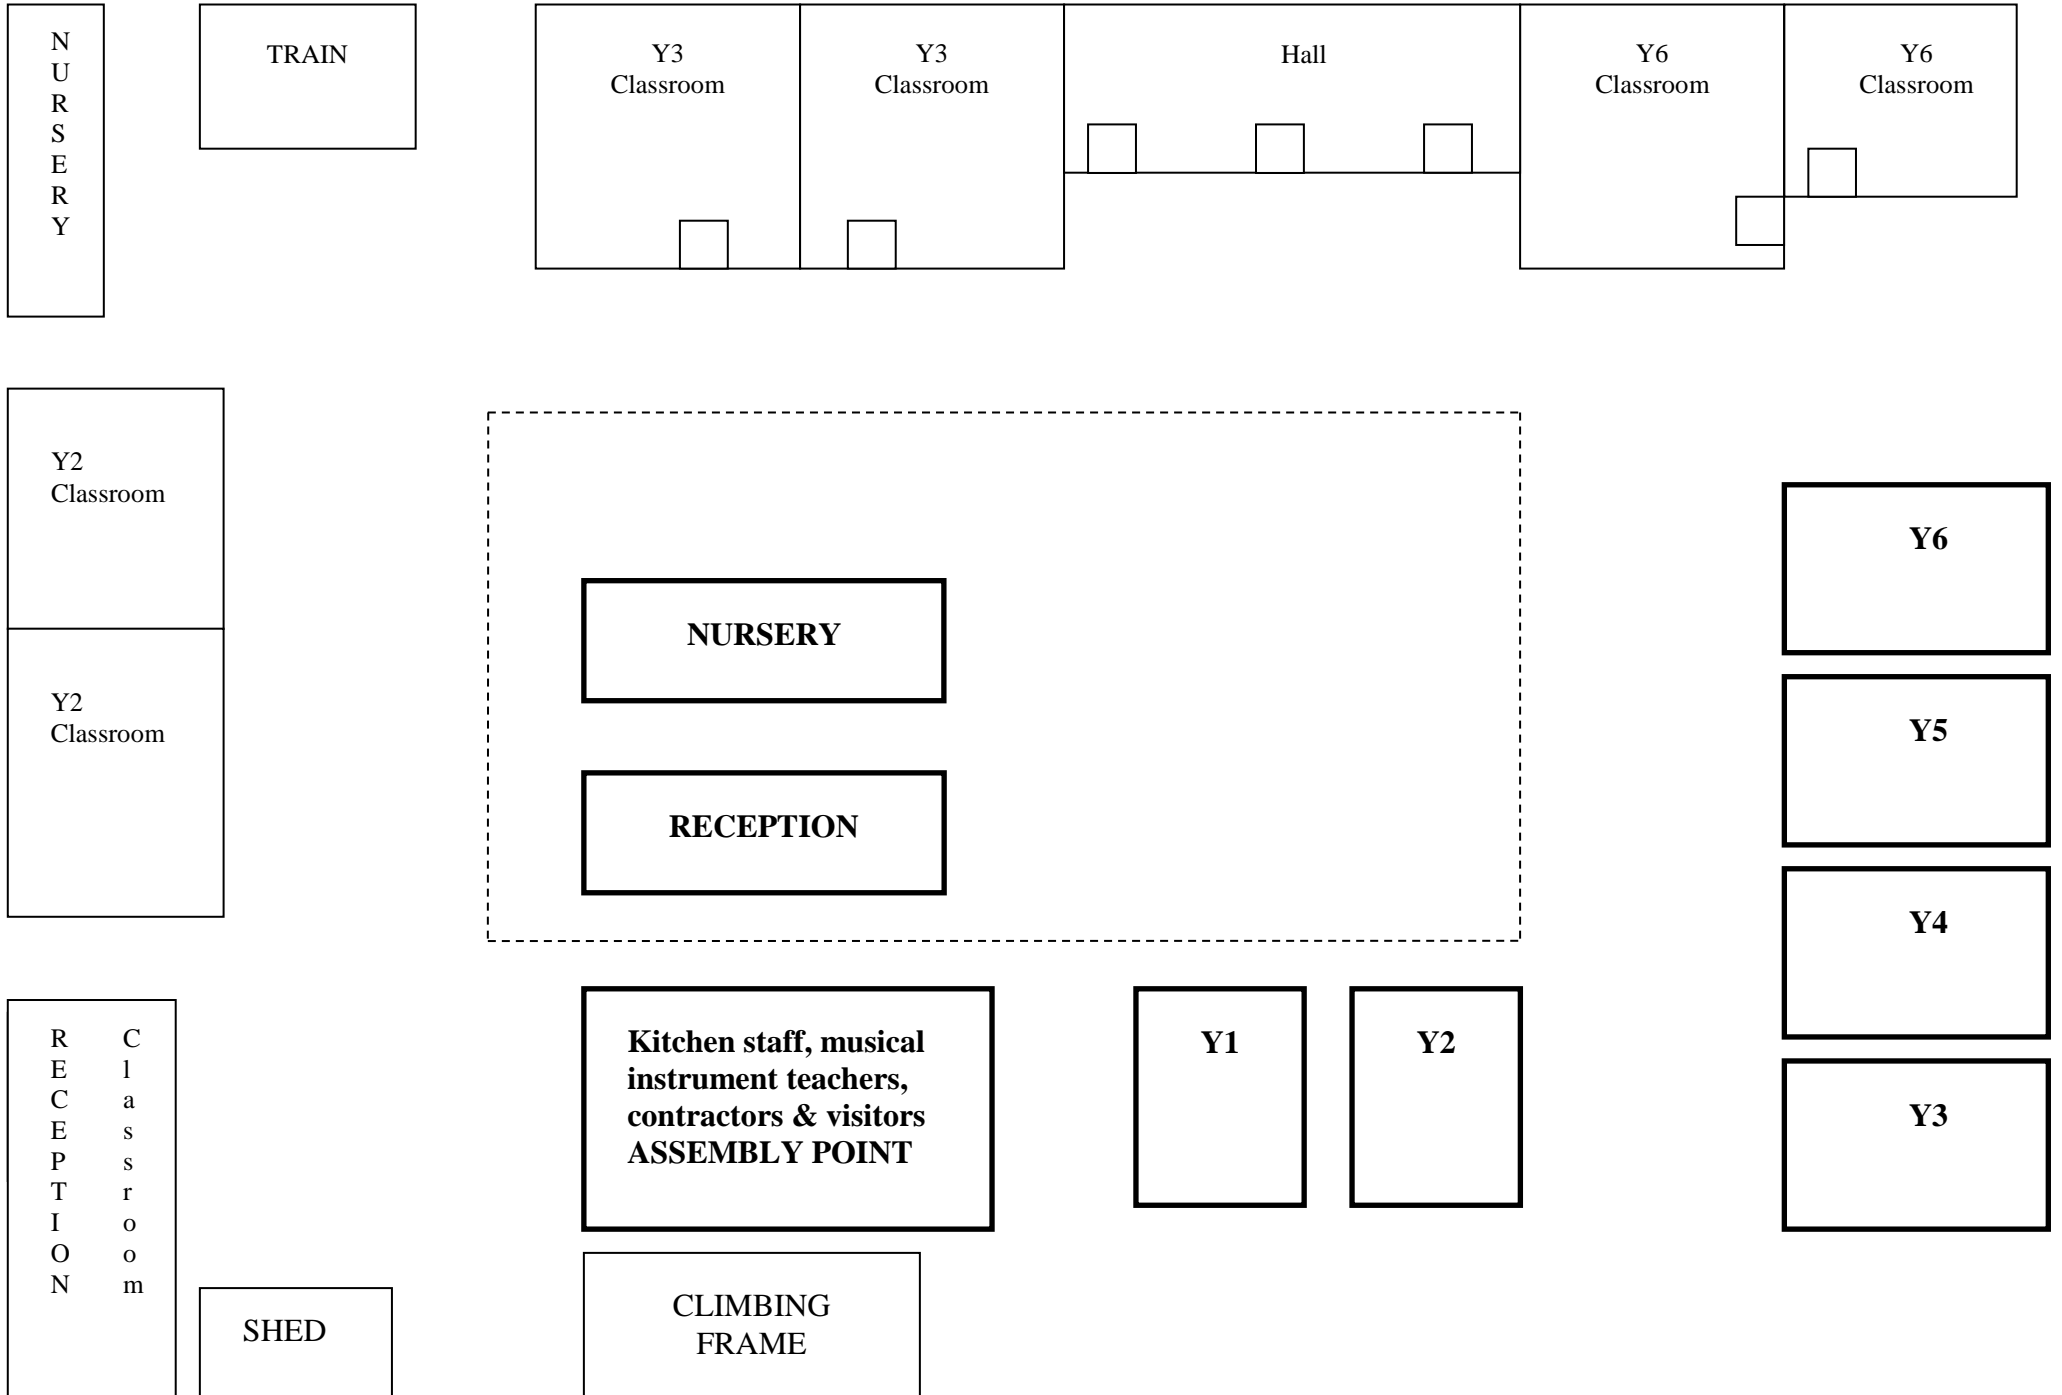 NURSERY
TRAIN
Y3
Classroom
Y3
Classroom
Hall
Y6
Classroom
Y6
Classroom
Y2
Classroom
Y2
Classroom
NURSERY
RECEPTION
Y6
Y5
Y4
Y3
RECEPTION
Classroom
Kitchen staff, musical
instrument teachers,
contractors & visitors
ASSEMBLY POINT
Y1
Y2
SHED
CLIMBING
FRAME